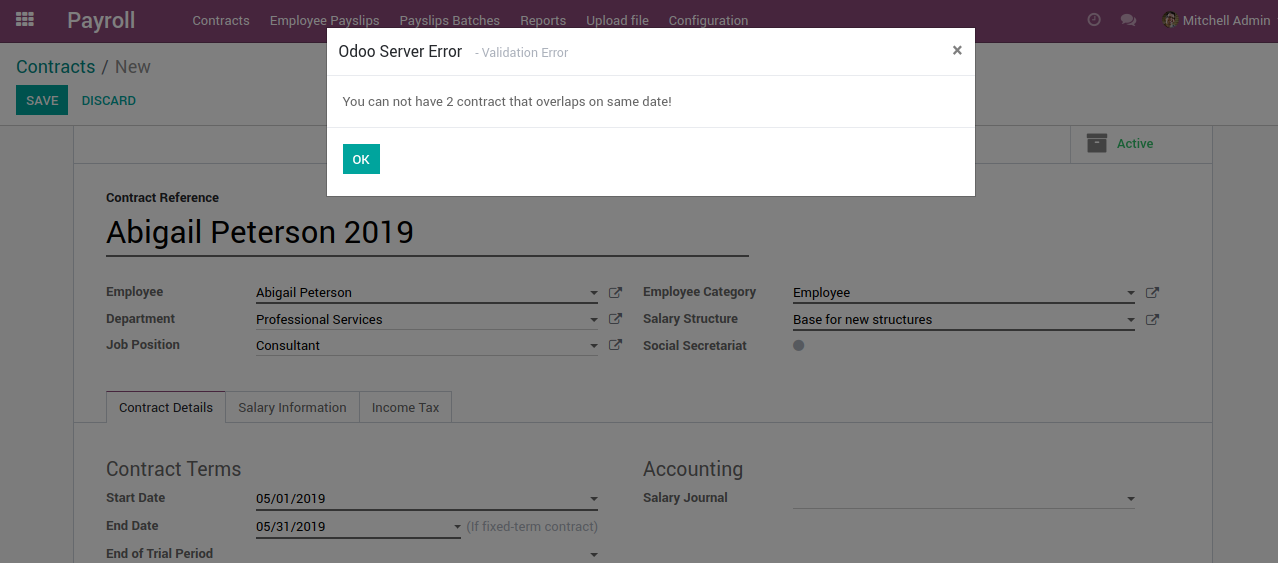 Payroll Contracts Employee Payslips Payslips Batches Reports Upload file Configuration Mitchell Admin
Odoo Server Error - Validation Error ×
Contracts / New
SAVE DISCARD
You can not have 2 contract that overlaps on same date!
OK
Active
Contract Reference
Abigail Peterson 2019
Employee Abigail Peterson Employee Category Employee
Department Professional Services Salary Structure Base for new structures
Job Position Consultant Social Secretariat
Contract Details Salary Information Income Tax
Contract Terms Accounting
Start Date 05/01/2019 Salary Journal
End Date 05/31/2019 (If fixed-term contract)
End of Trial Period